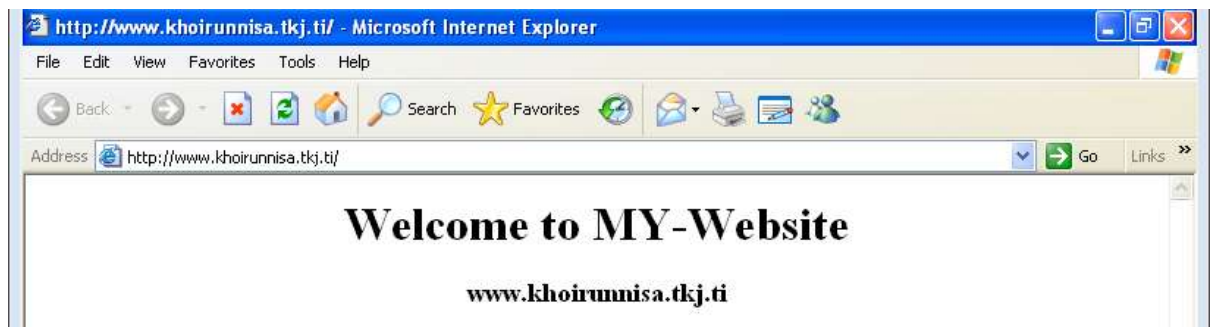 http://www.khoirunnisa.tkj.ti/ - Microsoft Internet Explorer
File Edit View Favorites Tools Help
Back Search Favorites
Address http://www.khoirunnisa.tkj.ti/ Go Links »
Welcome to MY-Website
www.khoirunnisa.tkj.ti